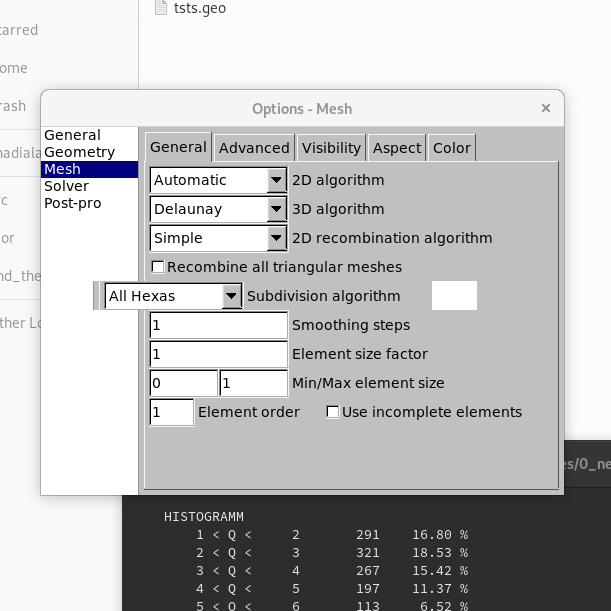 tsts.geo
arred
ome
rash
nadiala
rc
or
nd_the
ther Lo
Options - Mesh
General
Geometry
Mesh
Solver
Post-pro
General Advanced Visibility Aspect Color
Automatic 2D algorithm
Delaunay 3D algorithm
Simple 2D recombination algorithm
Recombine all triangular meshes
All Hexas Subdivision algorithm
1 Smoothing steps
1 Element size factor
0 1 Min/Max element size
1 Element order Use incomplete elements
es/0_ne
HISTOGRAMM
1 < Q < 2 291 16.80 %
2 < Q < 3 321 18.53 %
3 < Q < 4 267 15.42 %
4 < Q < 5 197 11.37 %
5 < Q < 6 113 6.52 %